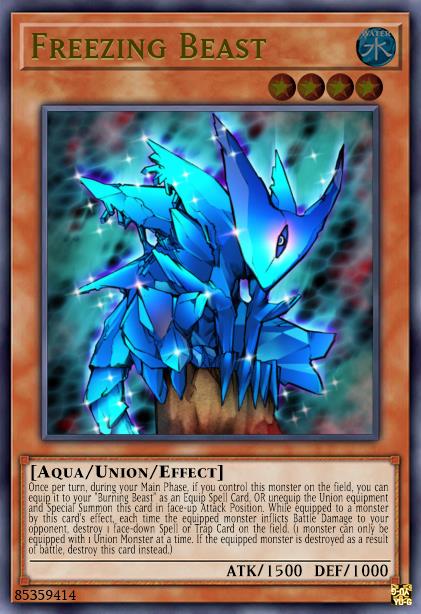 Freezing Beast
WATER
水
[Aqua/Union/Effect]
Once per turn, during your Main Phase, if you control this monster on the field, you can
equip it to your "Burning Beast" as an Equip Spell Card, OR unequip the Union equipment
and Special Summon this card in face-up Attack Position. While equipped to a monster
by this card's effect, each time the equipped monster inflicts Battle Damage to your
opponent, destroy 1 face-down Spell or Trap Card on the field. (1 monster can only be
equipped with 1 Union Monster at a time. If the equipped monster is destroyed as a result
of battle, destroy this card instead.)
ATK/1500 DEF/1000
85359414